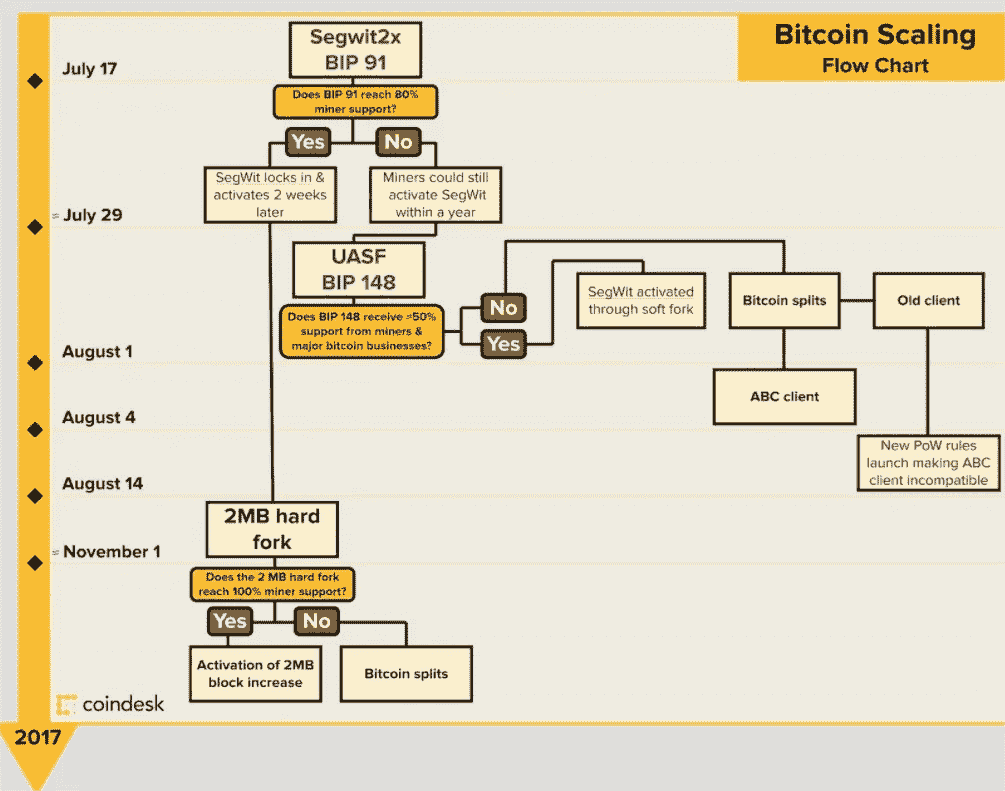 Bitcoin Scaling
Flow Chart
July 17
Segwit2x
BIP 91
Does BIP 91 reach 80%
miner support?
Yes
No
SegWit locks in &
activates 2 weeks
later
Miners could still
activate SegWit
within a year
≈ July 29
UASF
BIP 148
Does BIP 148 receive ≈50%
support from miners &
major bitcoin businesses?
No
Yes
SegWit activated
through soft fork
Bitcoin splits
Old client
August 1
ABC client
August 4
New PoW rules
launch making ABC
client incompatible
August 14
2MB hard
fork
≈ November 1
Does the 2 MB hard fork
reach 100% miner support?
Yes
No
Activation of 2MB
block increase
Bitcoin splits
coindesk
2017